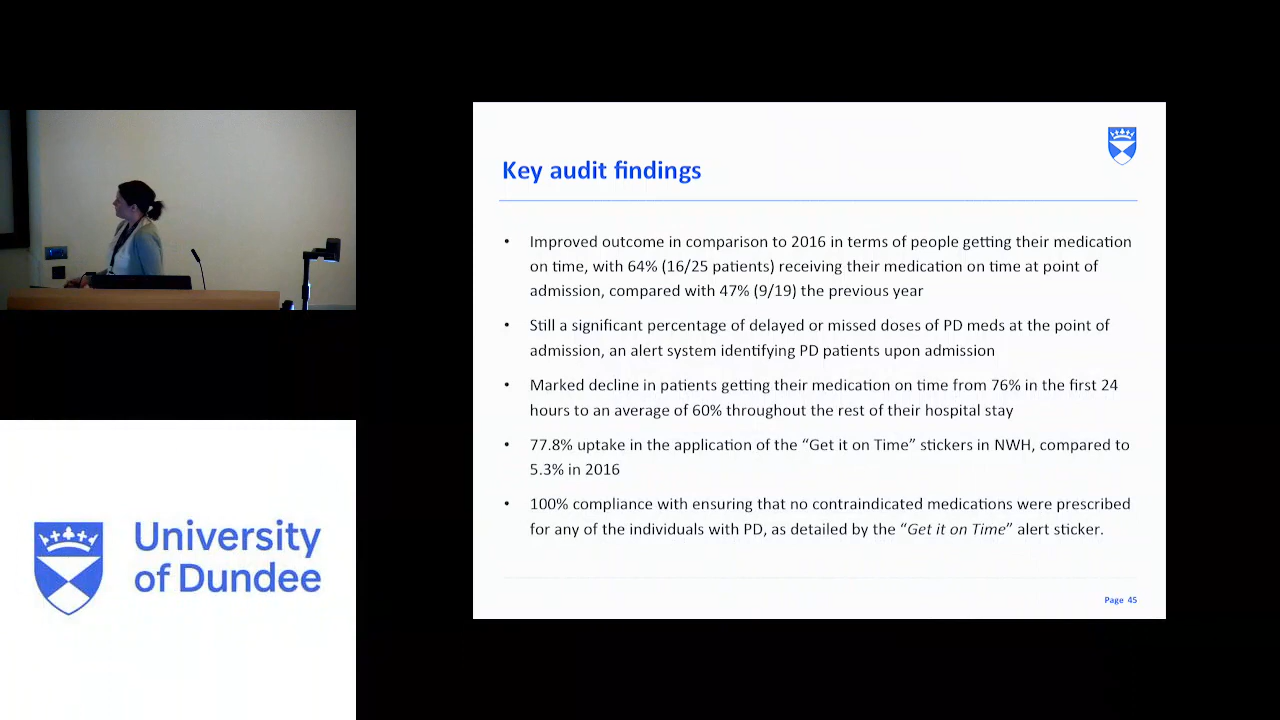 Key audit findings
• Improved outcome in comparison to 2016 in terms of people getting their medication
on time, with 64% (16/25 patients) receiving their medication on time at point of
admission, compared with 47% (9/19) the previous year
• Still a significant percentage of delayed or missed doses of PD meds at the point of
admission, an alert system identifying PD patients upon admission
• Marked decline in patients getting their medication on time from 76% in the first 24
hours to an average of 60% throughout the rest of their hospital stay
• 77.8% uptake in the application of the “Get it on Time” stickers in NWH, compared to
5.3% in 2016
• 100% compliance with ensuring that no contraindicated medications were prescribed
for any of the individuals with PD, as detailed by the “Get it on Time” alert sticker.
Page 45
University
of Dundee